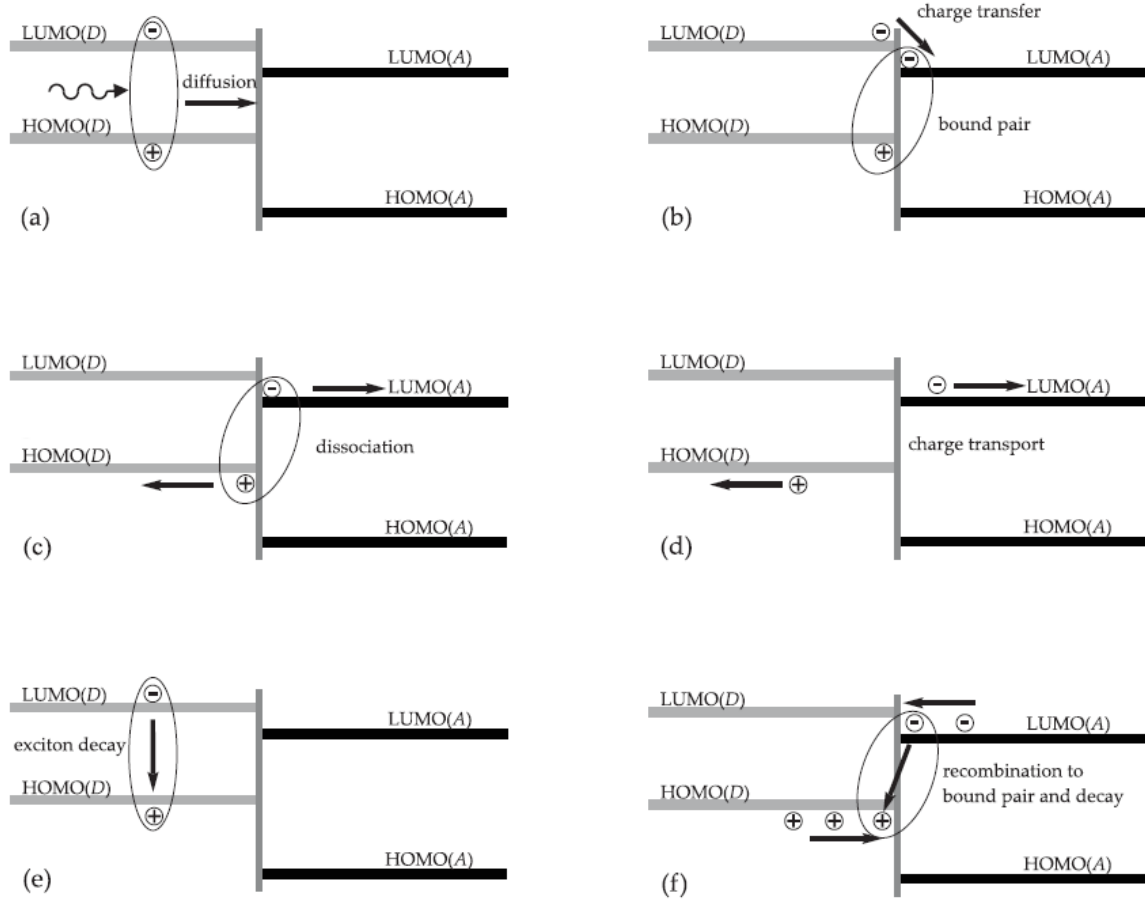 LUMO(D)
diffusion
HOMO(D)
LUMO(A)
HOMO(A)
(a)
charge transfer
LUMO(D)
LUMO(A)
HOMO(D)
bound pair
HOMO(A)
(b)
LUMO(D)
LUMO(A)
HOMO(D)
dissociation
HOMO(A)
(c)
LUMO(D)
LUMO(A)
HOMO(D)
charge transport
HOMO(A)
(d)
LUMO(D)
LUMO(A)
exciton decay
HOMO(D)
HOMO(A)
(e)
LUMO(D)
LUMO(A)
recombination to
HOMO(D)
bound pair and decay
HOMO(A)
(f)